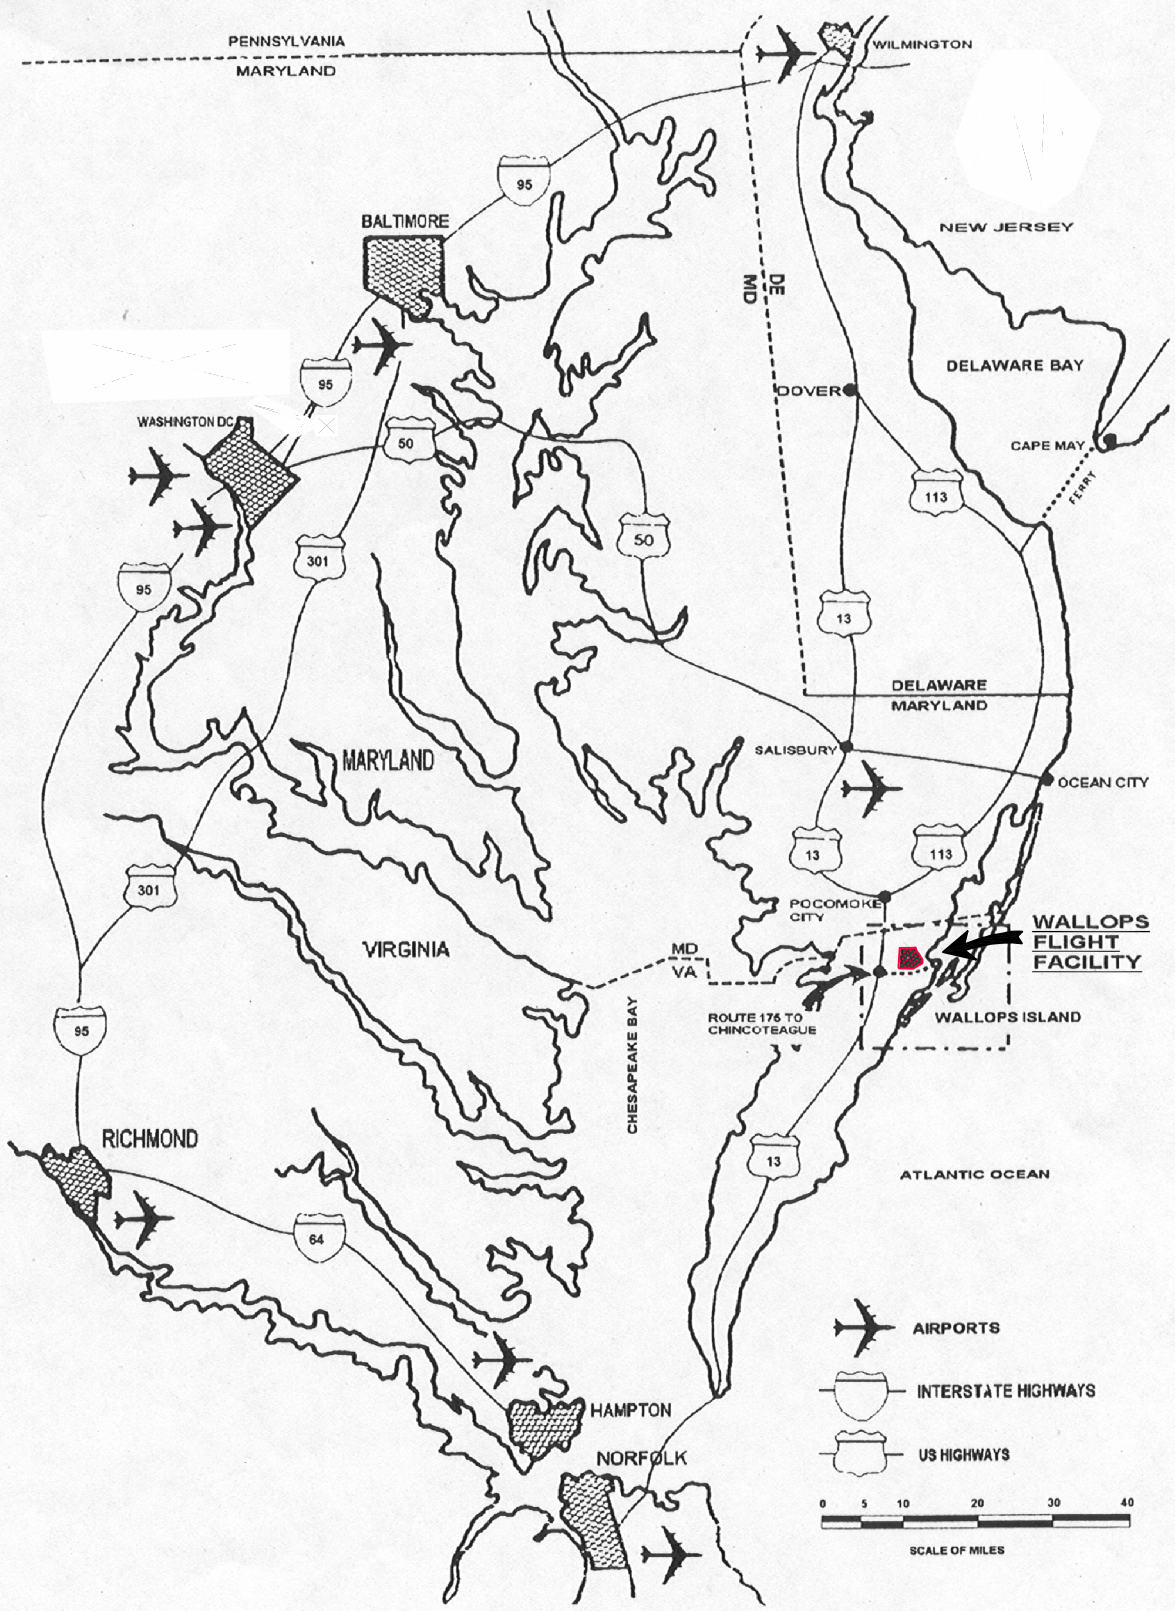 PENNSYLVANIA
MARYLAND
WILMINGTON
95
BALTIMORE
NEW JERSEY
DE
MD
95
DELAWARE BAY
DOVER
WASHINGTON DC
50
CAPE MAY
FERRY
113
50
301
95
13
DELAWARE
MARYLAND
SALISBURY
MARYLAND
OCEAN CITY
13
113
301
POCOMOKE
CITY
WALLOPS
FLIGHT
FACILITY
VIRGINIA
MD
VA
ROUTE 175 TO
CHINCOTEAGUE
WALLOPS ISLAND
95
CHESAPEAKE BAY
RICHMOND
13
ATLANTIC OCEAN
64
AIRPORTS
INTERSTATE HIGHWAYS
HAMPTON
US HIGHWAYS
NORFOLK
0 5 10 20 30 40
SCALE OF MILES